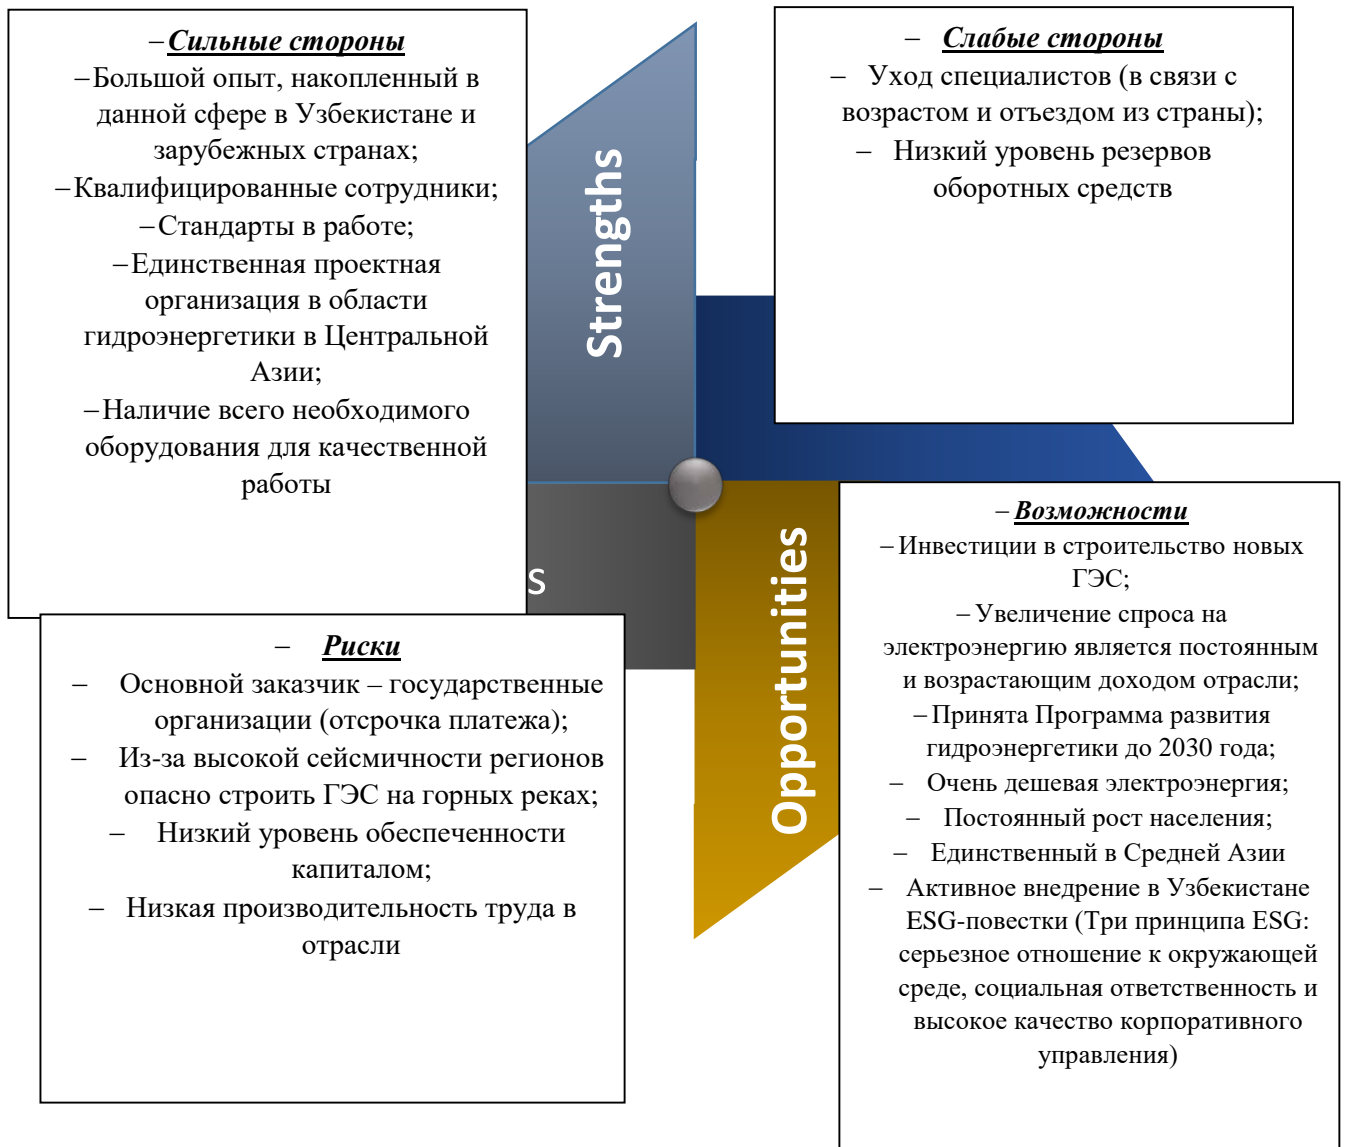 – Сильные стороны
– Большой опыт, накопленный в
данной сфере в Узбекистане и
зарубежных странах;
– Квалифицированные сотрудники;
– Стандарты в работе;
– Единственная проектная
организация в области
гидроэнергетики в Центральной
Азии;
– Наличие всего необходимого
оборудования для качественной
работы
Strengths
– Слабые стороны
– Уход специалистов (в связи с
возрастом и отъездом из страны);
– Низкий уровень резервов
оборотных средств
s
– Риски
– Основной заказчик – государственные
организации (отсрочка платежа);
– Из-за высокой сейсмичности регионов
опасно строить ГЭС на горных реках;
– Низкий уровень обеспеченности
капиталом;
– Низкая производительность труда в
отрасли
Opportunities
– Возможности
– Инвестиции в строительство новых
ГЭС;
– Увеличение спроса на
электроэнергию является постоянным
и возрастающим доходом отрасли;
– Принята Программа развития
гидроэнергетики до 2030 года;
– Очень дешевая электроэнергия;
– Постоянный рост населения;
– Единственный в Средней Азии
– Активное внедрение в Узбекистане
ESG-повестки (Три принципа ESG:
серьезное отношение к окружающей
среде, социальная ответственность и
высокое качество корпоративного
управления)